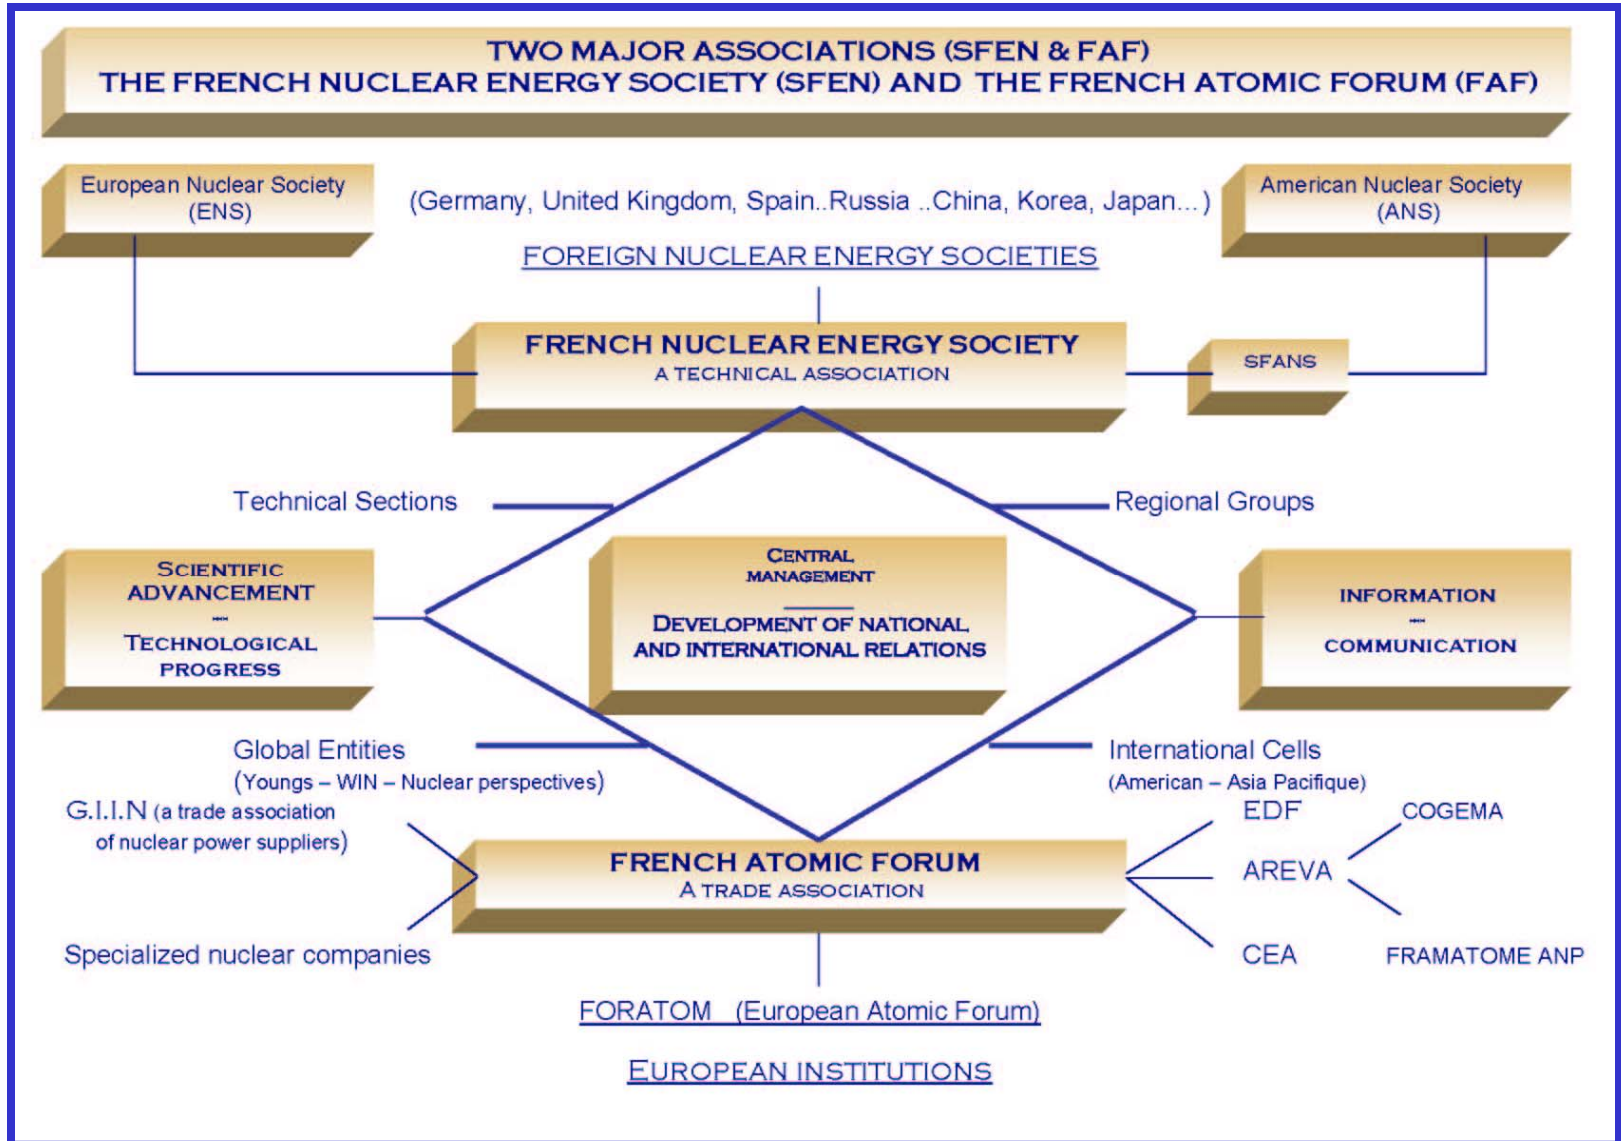 TWO MAJOR ASSOCIATIONS (SFEN & FAF)
THE FRENCH NUCLEAR ENERGY SOCIETY (SFEN) AND THE FRENCH ATOMIC FORUM (FAF)
European Nuclear Society
(ENS)
(Germany, United Kingdom, Spain..Russia ..China, Korea, Japan...)
American Nuclear Society
(ANS)
FOREIGN NUCLEAR ENERGY SOCIETIES
FRENCH NUCLEAR ENERGY SOCIETY
A TECHNICAL ASSOCIATION
SFANS
Technical Sections
Regional Groups
SCIENTIFIC
ADVANCEMENT
---
TECHNOLOGICAL
PROGRESS
CENTRAL
MANAGEMENT
DEVELOPMENT OF NATIONAL
AND INTERNATIONAL RELATIONS
INFORMATION
---
COMMUNICATION
Global Entities
(Youngs – WIN – Nuclear perspectives)
International Cells
(American – Asia Pacifique)
G.I.I.N (a trade association
of nuclear power suppliers)
EDF
COGEMA
FRENCH ATOMIC FORUM
A TRADE ASSOCIATION
AREVA
Specialized nuclear companies
CEA
FRAMATOME ANP
FORATOM (European Atomic Forum)
EUROPEAN INSTITUTIONS